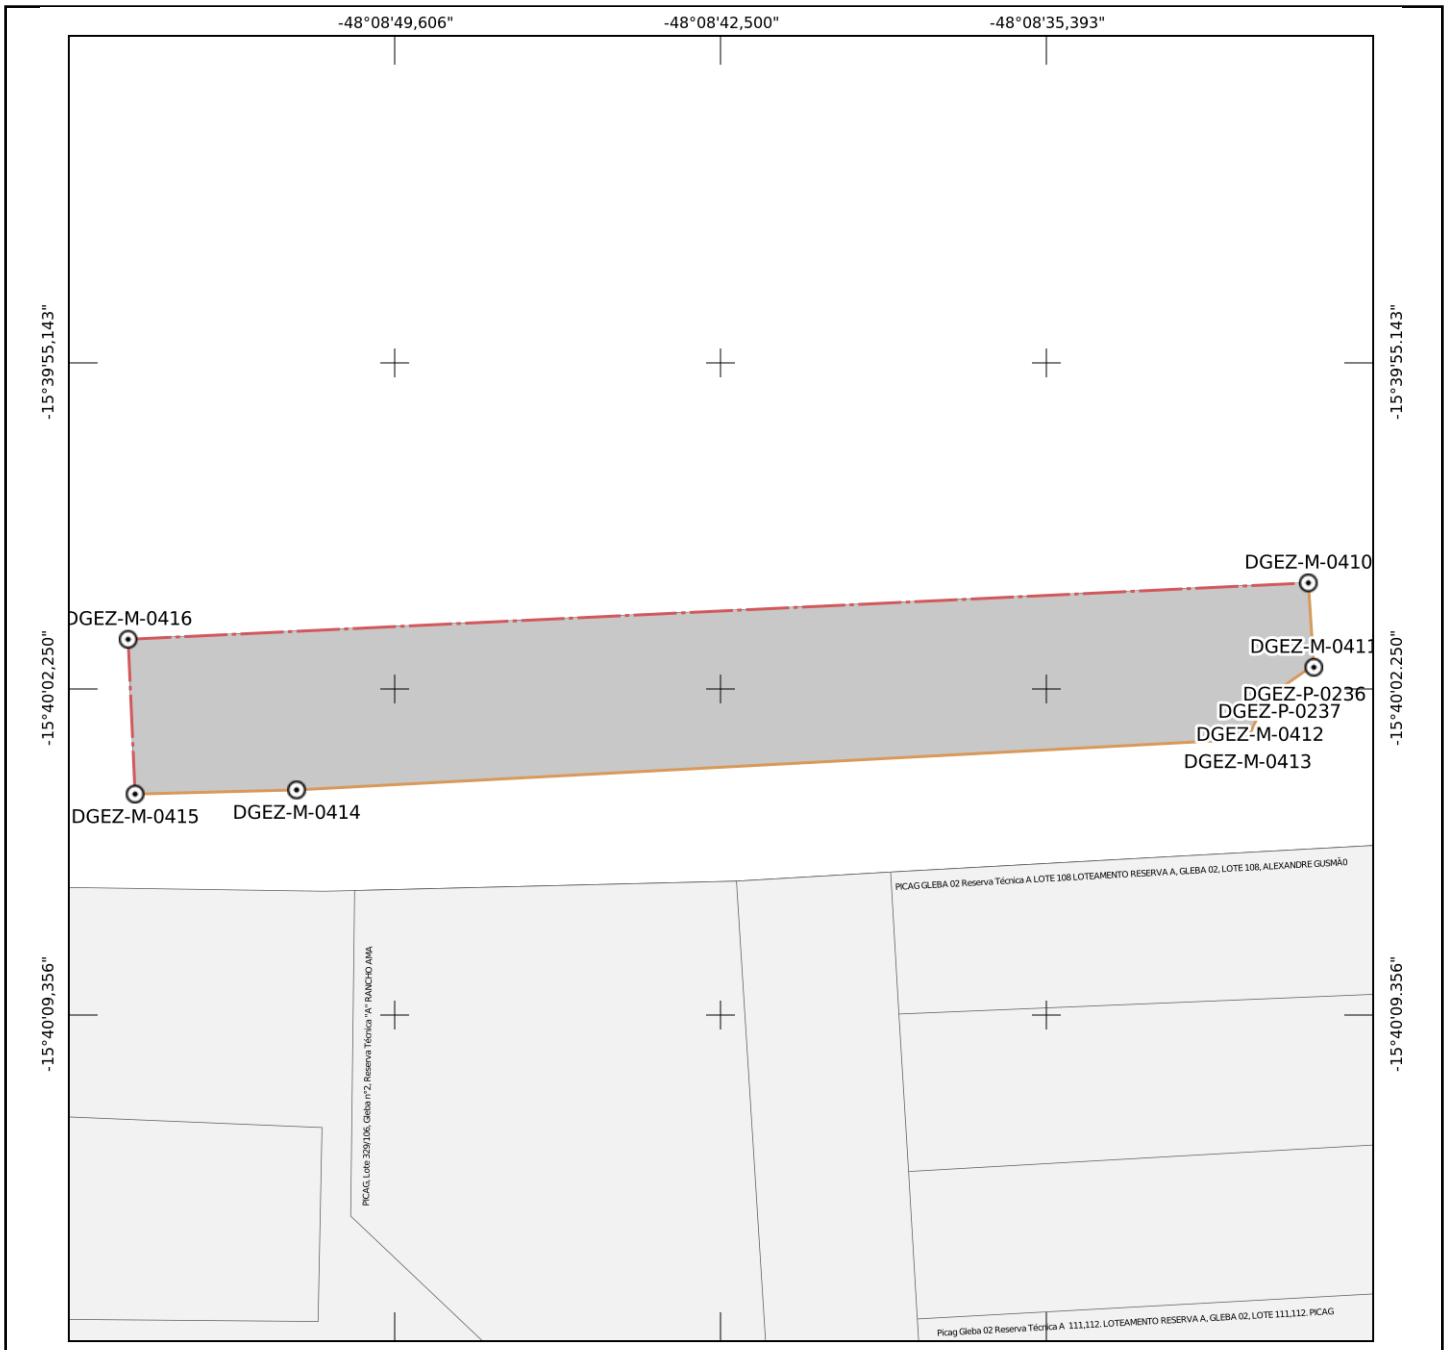 -48°08'49,606" -48°08'42,500" -48°08'35,393"
-15°39'55,143"
-15°39'55.143"
DGEZ-M-0410
DGEZ-M-0416
DGEZ-M-0411
-15°40'02,250"
-15°40'02.250"
DGEZ-P-0236
DGEZ-P-0237
DGEZ-M-0412
DGEZ-M-0413
DGEZ-M-0415
DGEZ-M-0414
PICAG GLEBA 02 Reserva Técnica A LOTE 108 LOTEAMENTO RESERVA A, GLEBA 02, LOTE 108, ALEXANDRE GUSMÃ0
PICAG, Lote 329/106, Gleba n°2, Reserva Técnica "A" RANCHO AMA
-15°40'09,356"
-15°40'09.356"
Picag Gleba 02 Reserva Técnica A 111,112. LOTEAMENTO RESERVA A, GLEBA 02, LOTE 111,112. PICAG